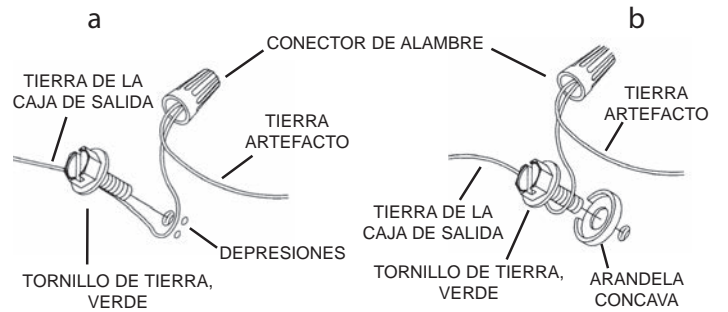 a
CONECTOR DE ALAMBRE
TIERRA DE LA
CAJA DE SALIDA
TIERRA
ARTEFACTO
DEPRESIONES
TORNILLO DE TIERRA,
VERDE
b
TIERRA
ARTEFACTO
TIERRA DE LA
CAJA DE SALIDA
TORNILLO DE TIERRA,
VERDE
ARANDELA
CONCAVA